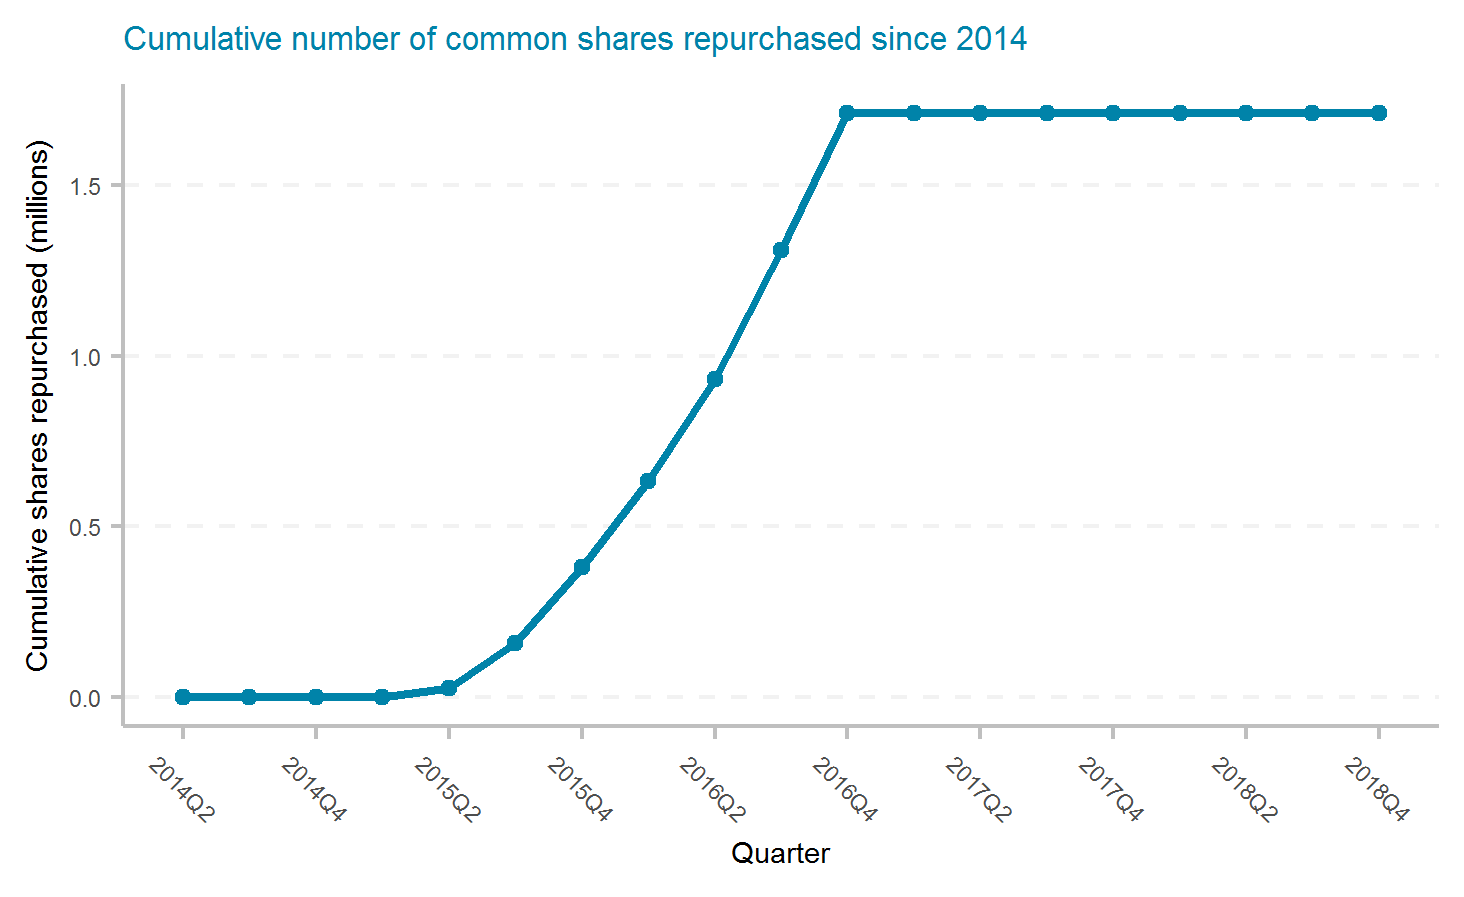 Cumulative number of common shares repurchased since 2014
Cumulative shares repurchased (millions)
1.5
1.0
0.5
0.0
2014Q2
2014Q4
2015Q2
2015Q4
2016Q2
2016Q4
2017Q2
2017Q4
2018Q2
2018Q4
Quarter